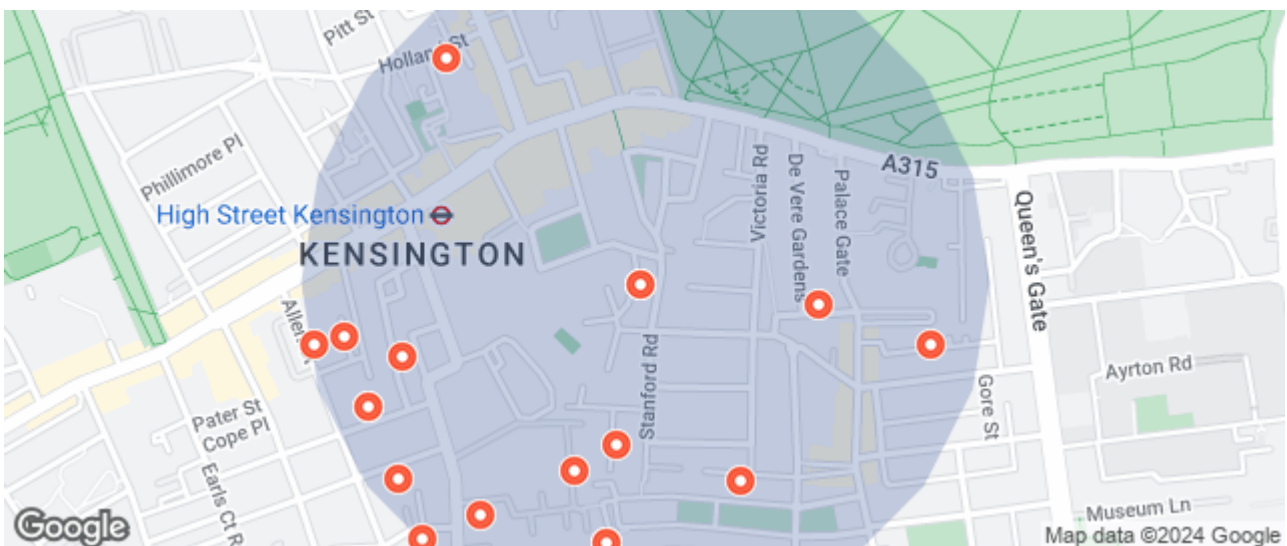 Pitt St
Holland St
Phillimore Pl
A315
High Street Kensington
KENSINGTON
Victoria Rd
De Vere Gardens
Palace Gate
Queen's Gate
Allen
Stanford Rd
Pater St
Cope Pl
Gore St
Ayrton Rd
Earls Ct R
Museum Ln
Google
Map data ©2024 Google